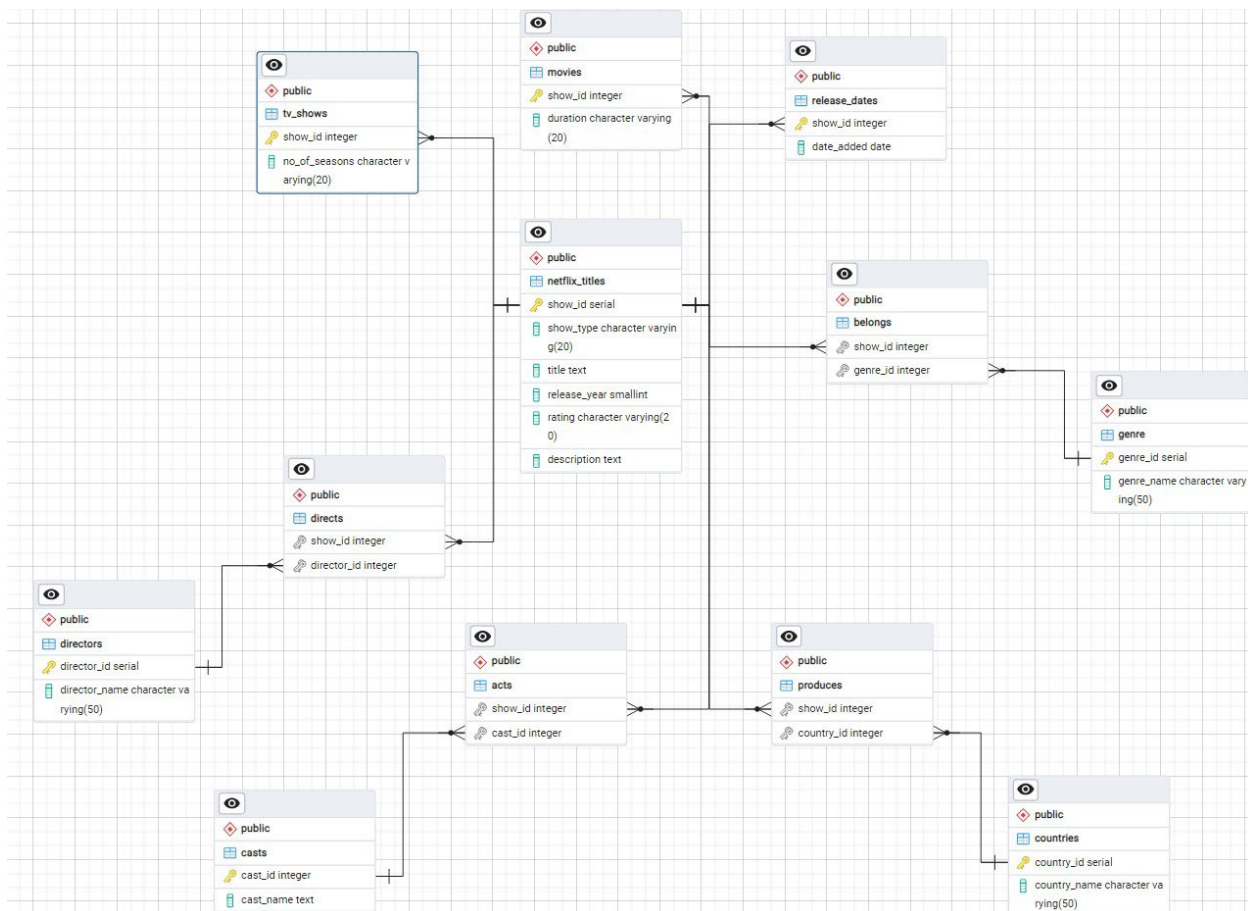 public
movies
show_id integer
duration character varying
(20)
public
tv_shows
show_id integer
no_of_seasons character v
arying(20)
public
release_dates
show_id integer
date_added date
public
netflix_titles
show_id serial
show_type character varyin
g(20)
title text
release_year smallint
rating character varying(2
0)
description text
public
belongs
show_id integer
genre_id integer
public
genre
genre_id serial
genre_name character vary
ing(50)
public
directs
show_id integer
director_id integer
public
directors
director_id serial
director_name character va
rying(50)
public
acts
show_id integer
cast_id integer
public
produces
show_id integer
country_id integer
public
casts
cast_id integer
cast_name text
public
countries
country_id serial
country_name character va
rying(50)